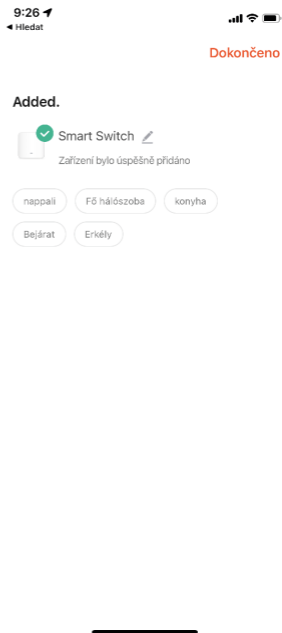 9:26
◀ Hledat
Dokončeno
Added.
Smart Switch
Zařízení bylo úspěšně přidáno
nappali Fő hálószoba konyha
Bejárat Erkély